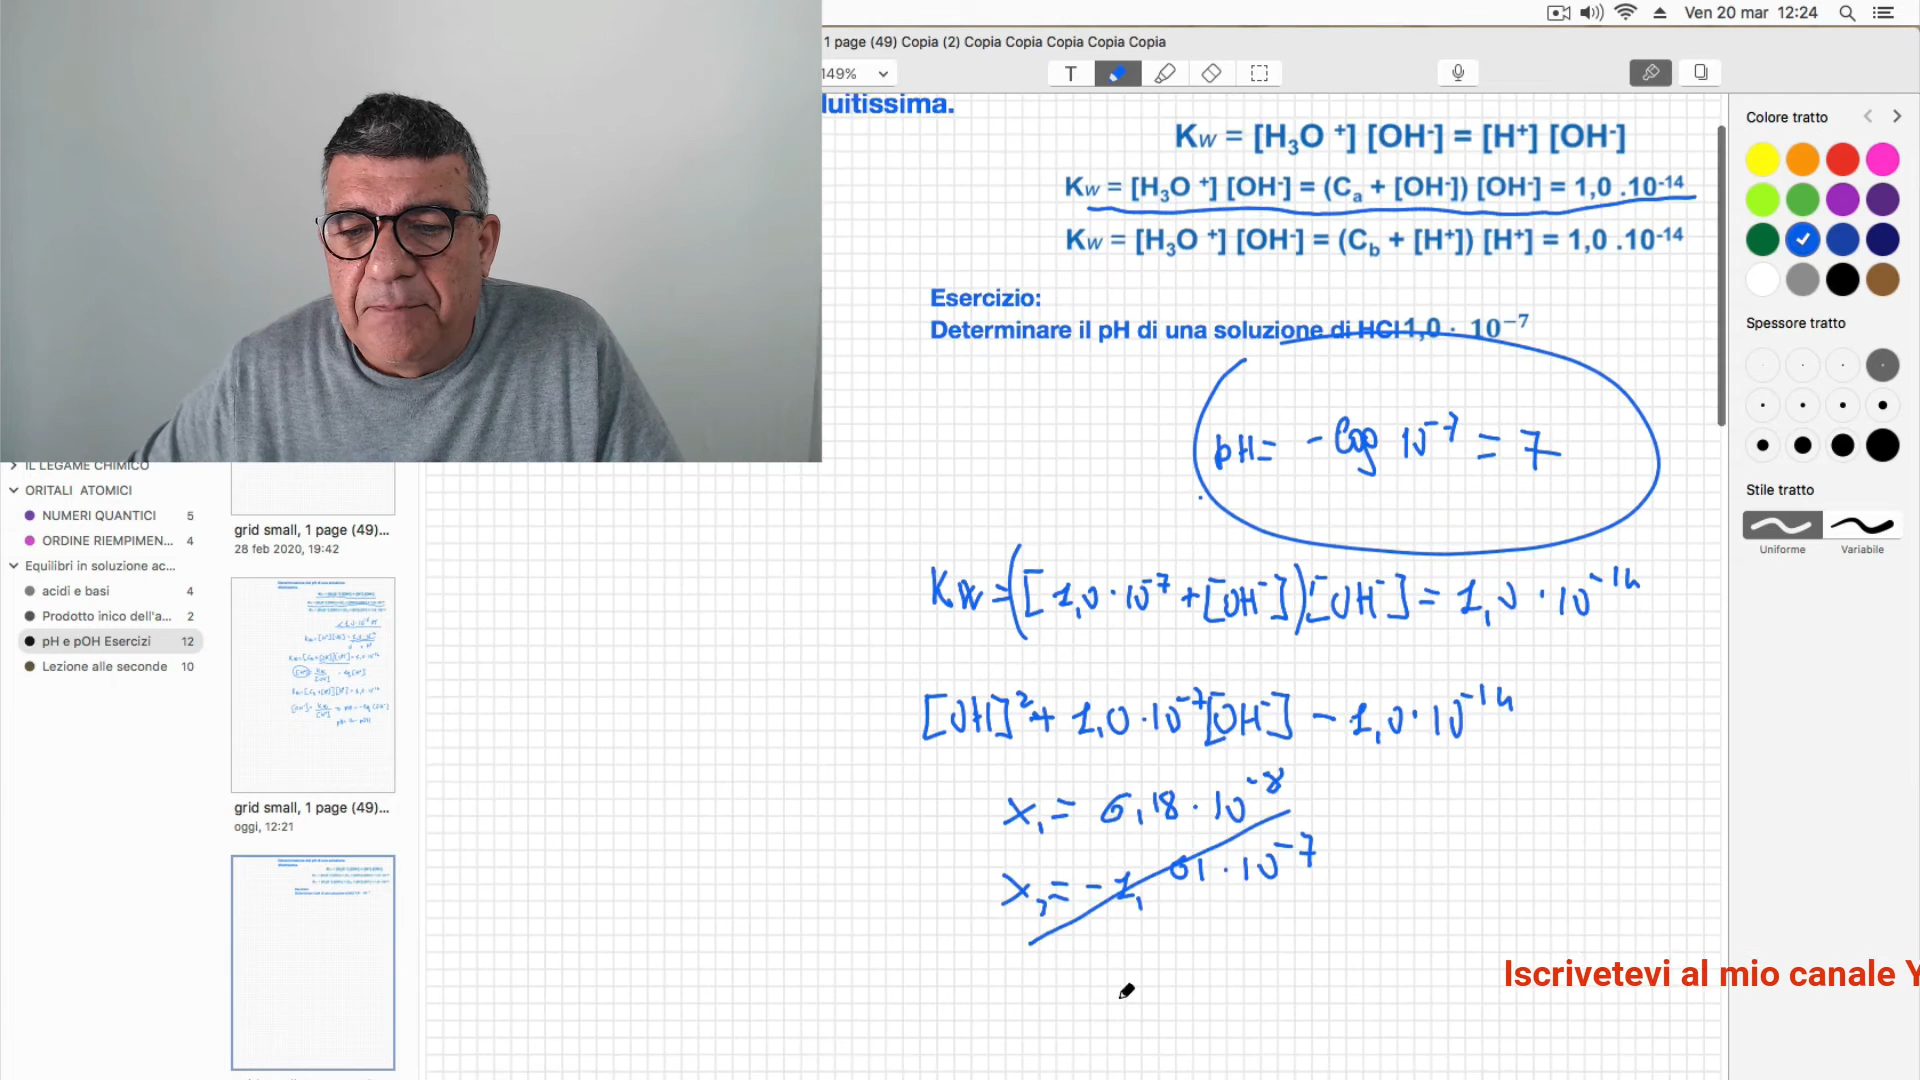 Ven 20 mar 12:24
1 page (49) Copia (2) Copia Copia Copia Copia Copia
149%
T
luitissima.
Kw = [H₃O ⁺] [OH⁻] = [H⁺] [OH⁻]
Kw = [H₃O ⁺] [OH⁻] = (Cₐ + [OH⁻]) [OH⁻] = 1,0 .10⁻¹⁴
Kw = [H₃O ⁺] [OH⁻] = (C_b + [H⁺]) [H⁺] = 1,0 .10⁻¹⁴
Esercizio:
Determinare il pH di una soluzione di HCl 1,0 · 10⁻⁷
pH = - log 10⁻⁷ = 7
Kw = ([1,0 · 10⁻⁷ + [OH⁻]) [OH⁻] = 1,0 · 10⁻¹⁴
[OH]² + 1,0 · 10⁻⁷ [OH⁻] - 1,0 · 10⁻¹⁴
x₁ = 6,18 · 10⁻⁸
x₂ = - 1,61 · 10⁻⁷
Colore tratto
Spessore tratto
Stile tratto
Uniforme
Variabile
IL LEGAME CHIMICO
ORITALI ATOMICI
NUMERI QUANTICI 5
ORDINE RIEMPIMEN... 4
Equilibri in soluzione ac...
acidi e basi 4
Prodotto inico dell'a... 2
pH e pOH Esercizi 12
Lezione alle seconde 10
grid small, 1 page (49)...
28 feb 2020, 19:42
grid small, 1 page (49)...
oggi, 12:21
Iscrivetevi al mio canale Y